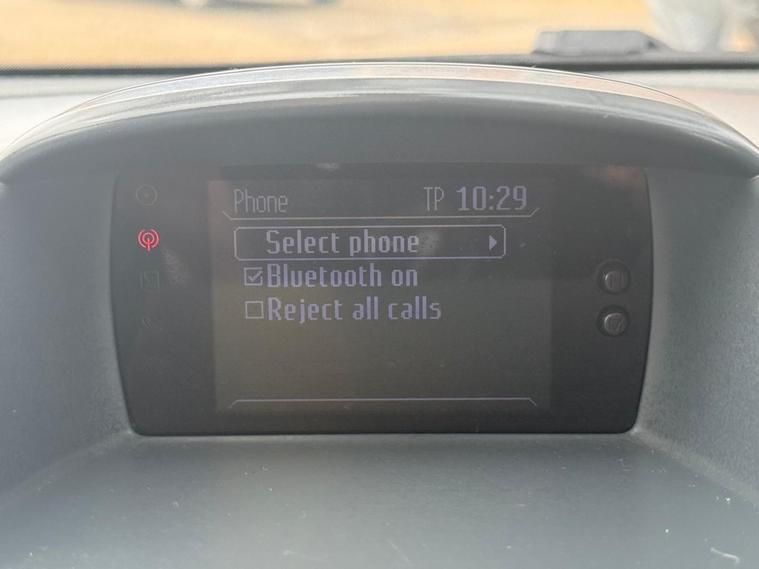 Phone TP 10:29
Select phone
Bluetooth on
Reject all calls